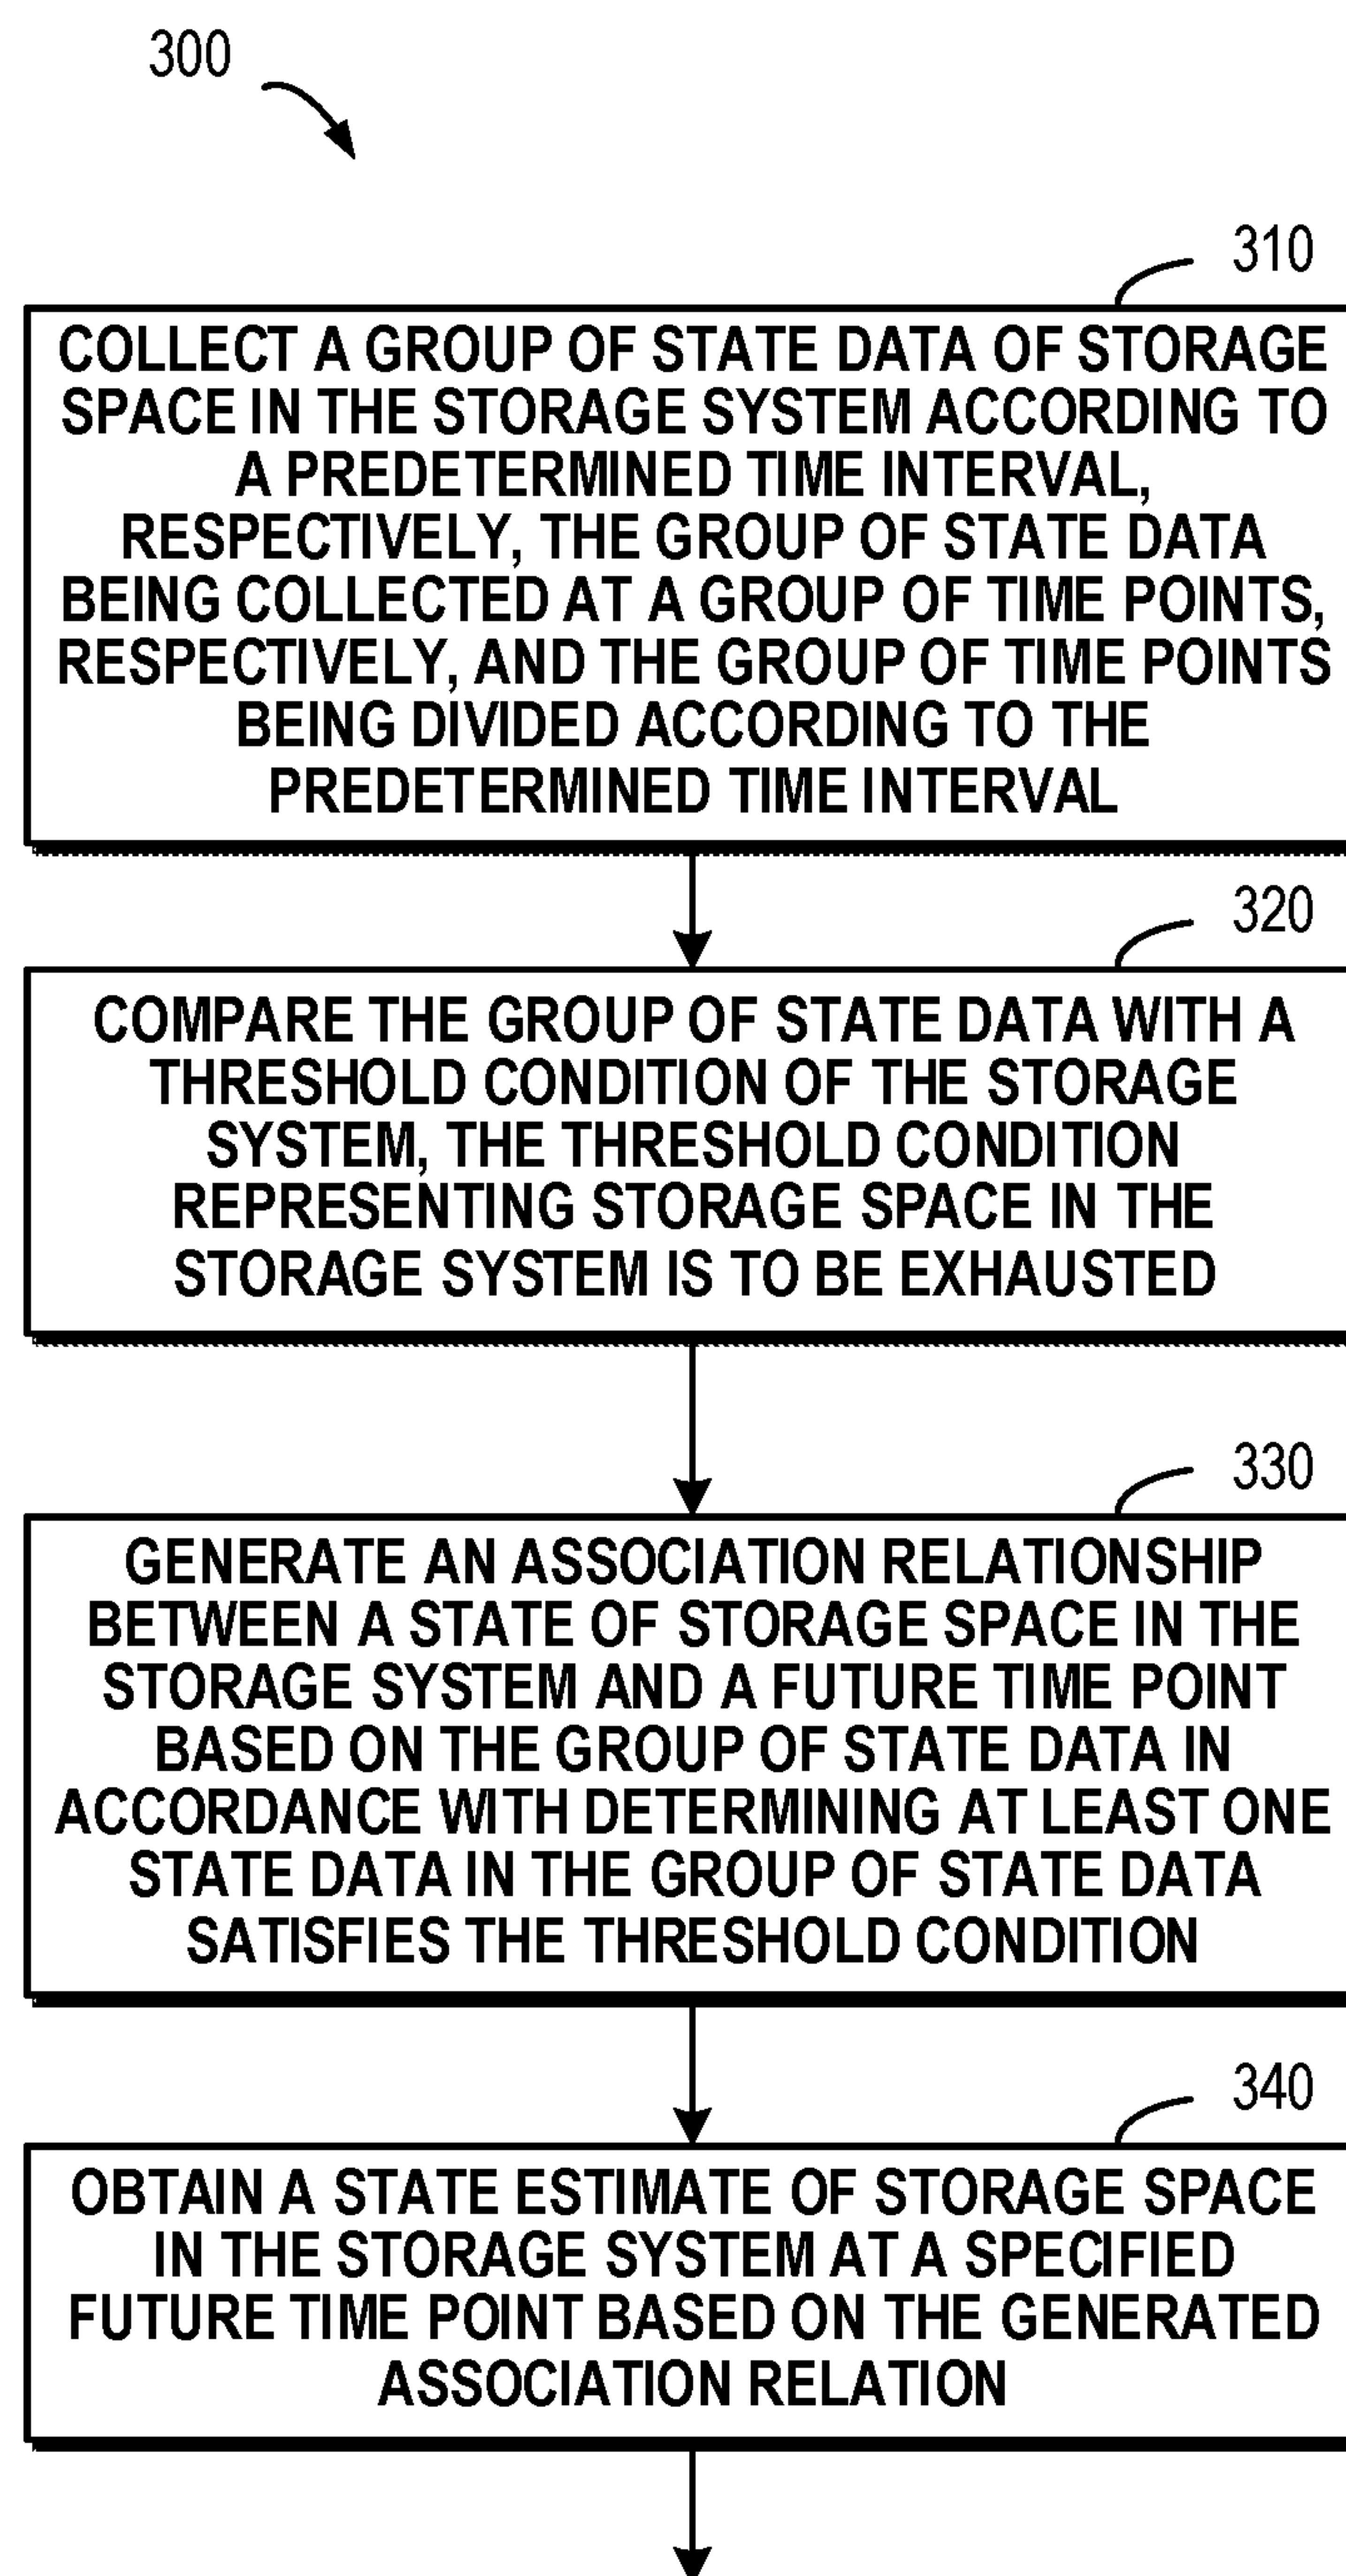 300
310
COLLECT A GROUP OF STATE DATA OF STORAGE
SPACE IN THE STORAGE SYSTEM ACCORDING TO
A PREDETERMINED TIME INTERVAL,
RESPECTIVELY, THE GROUP OF STATE DATA
BEING COLLECTED AT A GROUP OF TIME POINTS,
RESPECTIVELY, AND THE GROUP OF TIME POINTS
BEING DIVIDED ACCORDING TO THE
PREDETERMINED TIME INTERVAL
320
COMPARE THE GROUP OF STATE DATA WITH A
THRESHOLD CONDITION OF THE STORAGE
SYSTEM, THE THRESHOLD CONDITION
REPRESENTING STORAGE SPACE IN THE
STORAGE SYSTEM IS TO BE EXHAUSTED
330
GENERATE AN ASSOCIATION RELATIONSHIP
BETWEEN A STATE OF STORAGE SPACE IN THE
STORAGE SYSTEM AND A FUTURE TIME POINT
BASED ON THE GROUP OF STATE DATA IN
ACCORDANCE WITH DETERMINING AT LEAST ONE
STATE DATA IN THE GROUP OF STATE DATA
SATISFIES THE THRESHOLD CONDITION
340
OBTAIN A STATE ESTIMATE OF STORAGE SPACE
IN THE STORAGE SYSTEM AT A SPECIFIED
FUTURE TIME POINT BASED ON THE GENERATED
ASSOCIATION RELATION